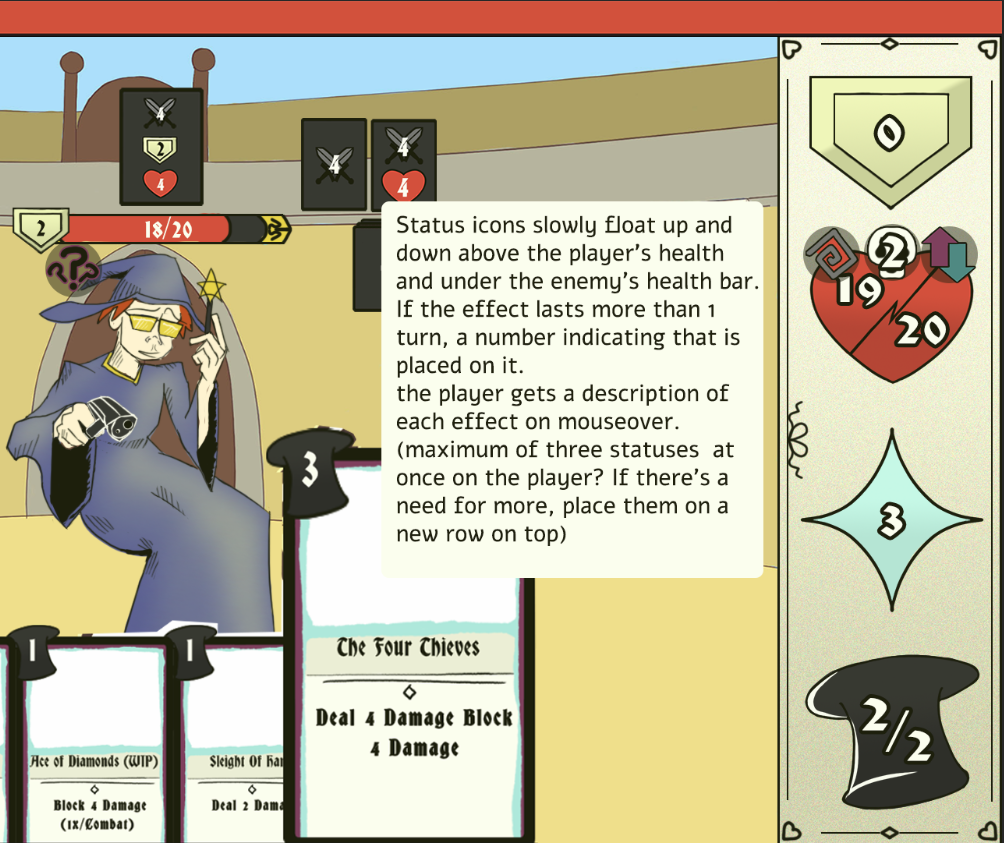 4
2
4
4
4
4
2
18/20
???
0
2
19
20
Status icons slowly float up and
down above the player's health
and under the enemy's health bar.
If the effect lasts more than 1
turn, a number indicating that is
placed on it.
the player gets a description of
each effect on mouseover.
(maximum of three statuses at
once on the player? If there's a
need for more, place them on a
new row on top)
3
3
The Four Thieves
Deal 4 Damage Block
4 Damage
1
Ace of Diamonds (WIP)
Block 4 Damage
(1x/Combat)
1
Sleight Of Han
Deal 2 Dama
2/2